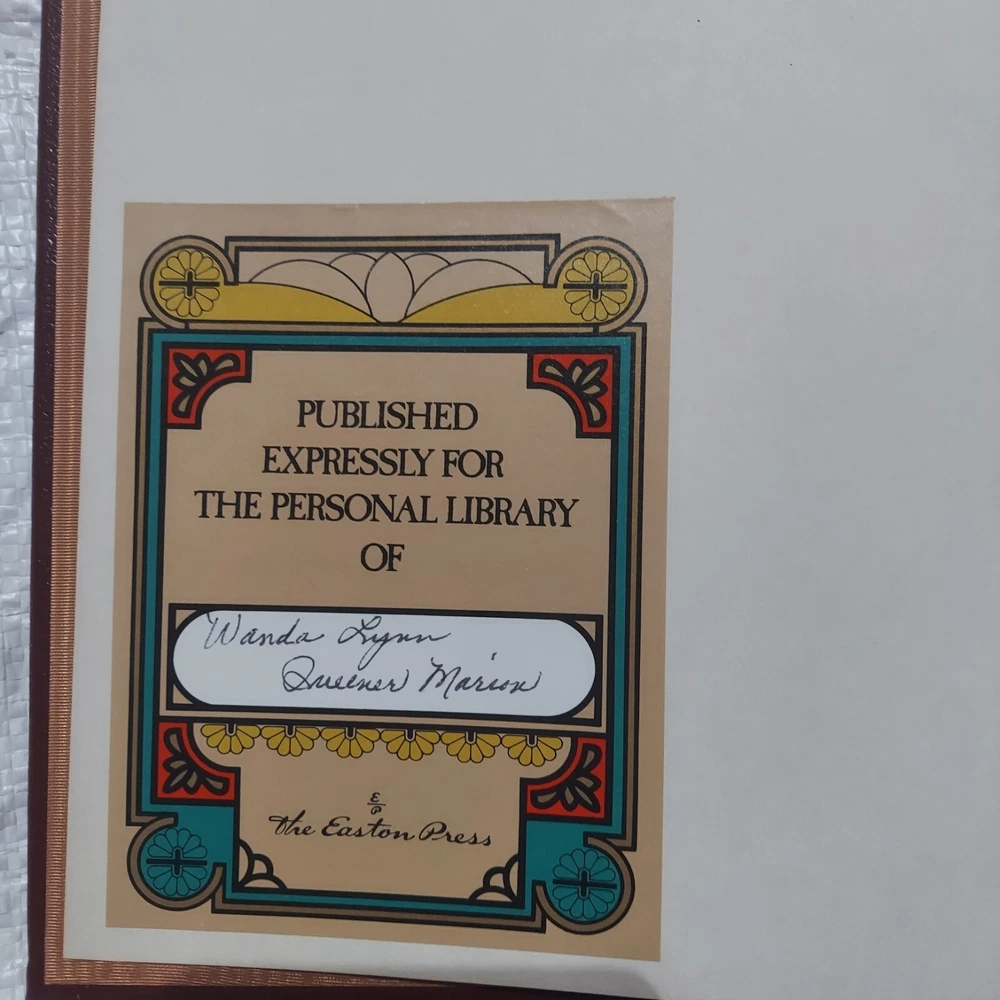 PUBLISHED
EXPRESSLY FOR
THE PERSONAL LIBRARY
OF
Wanda Lynn
Queener Marion
E
P
The Easton Press